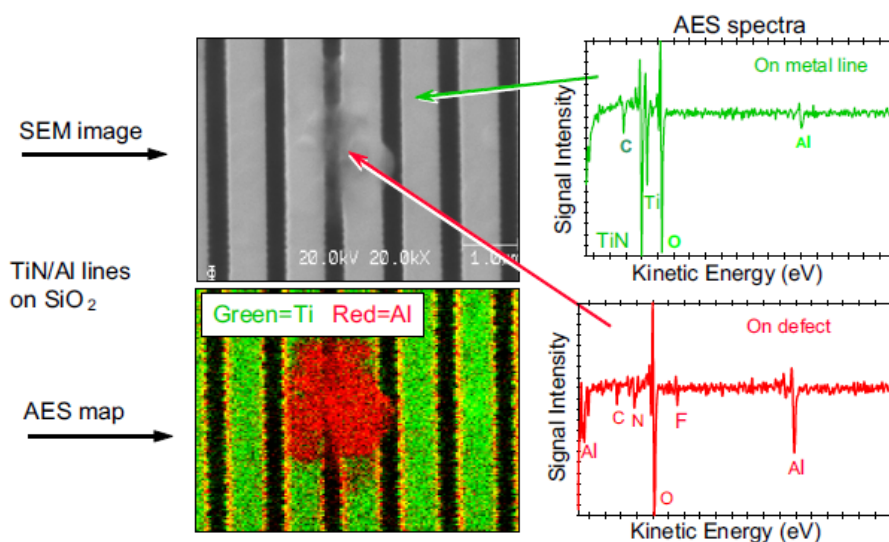 AES spectra
On metal line
SEM image
Signal Intensity
C
Al
Ti
TiN
O
20.0kV 20.0kX 1.0μm
Kinetic Energy (eV)
TiN/Al lines
on SiO2
Green=Ti Red=Al
On defect
Signal Intensity
AES map
C
N
F
Al
Al
O
Kinetic Energy (eV)